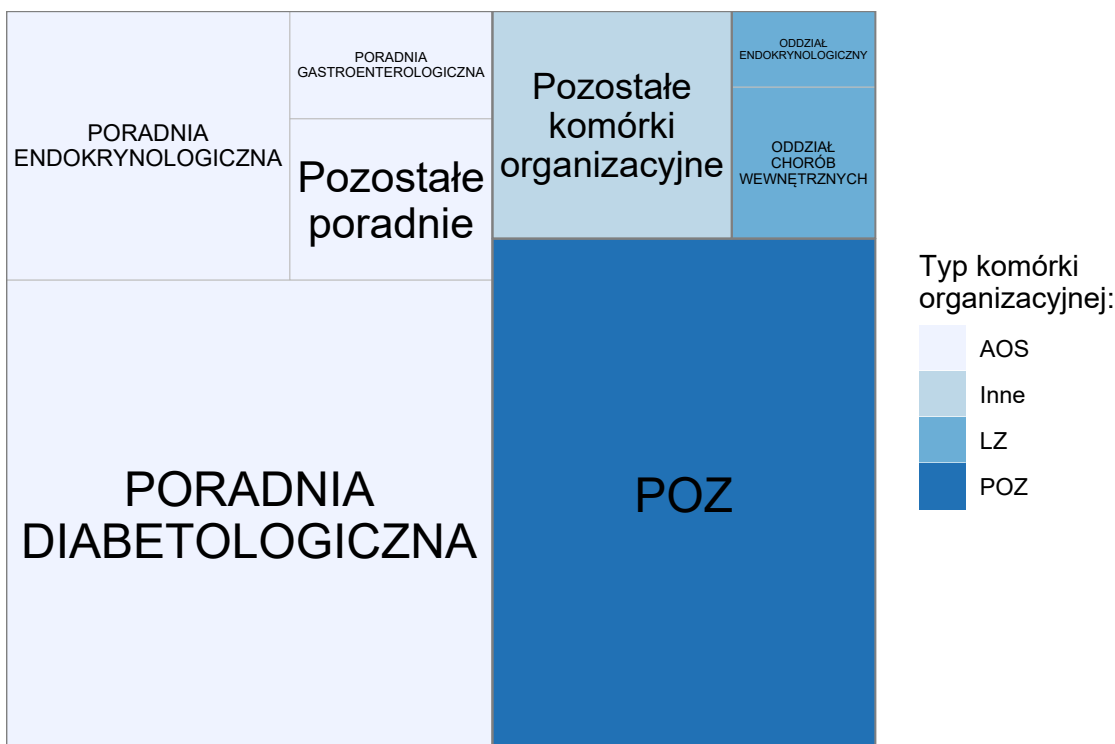 PORADNIA
ENDOKRYNOLOGICZNA
PORADNIA
GASTROENTEROLOGICZNA
Pozostałe
poradnie
PORADNIA
DIABETOLOGICZNA
Pozostałe
komórki
organizacyjne
ODDZIAŁ
ENDOKRYNOLOGICZNY
ODDZIAŁ
CHORÓB
WEWNĘTRZNYCH
POZ
Typ komórki
organizacyjnej:
AOS
Inne
LZ
POZ